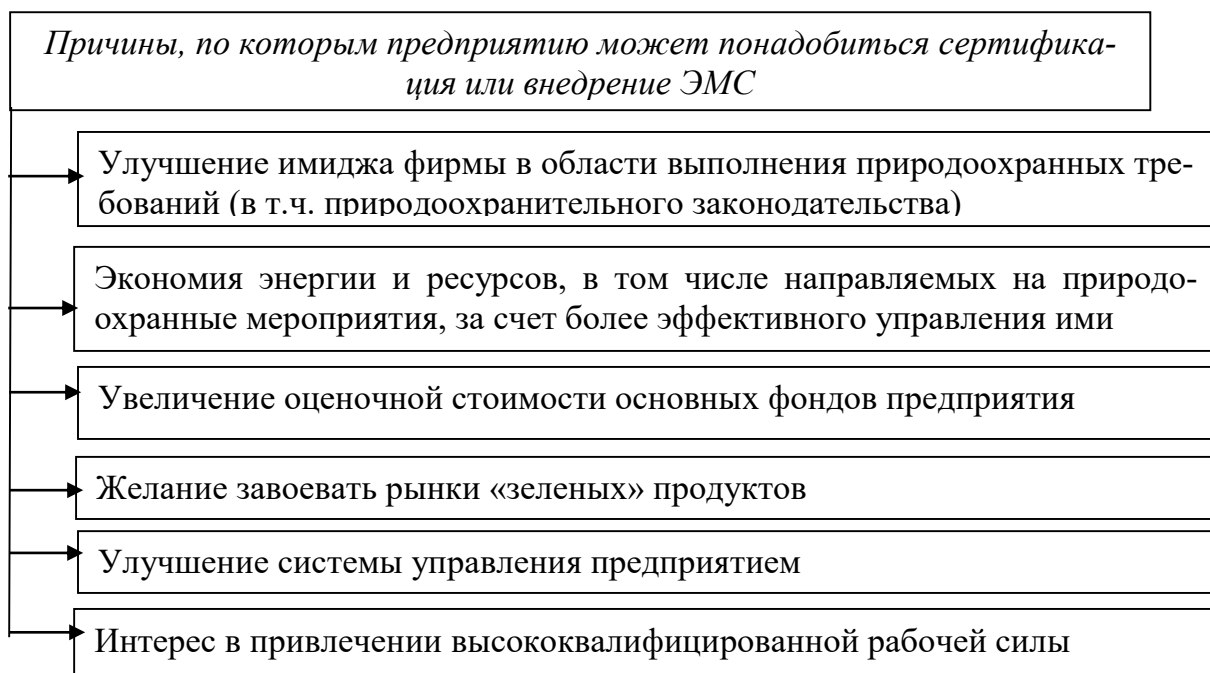 Причины, по которым предприятию может понадобиться сертифика-
ция или внедрение ЭМС
Улучшение имиджа фирмы в области выполнения природоохранных тре-
бований (в т.ч. природоохранительного законодательства)
Экономия энергии и ресурсов, в том числе направляемых на природо-
охранные мероприятия, за счет более эффективного управления ими
Увеличение оценочной стоимости основных фондов предприятия
Желание завоевать рынки «зеленых» продуктов
Улучшение системы управления предприятием
Интерес в привлечении высококвалифицированной рабочей силы